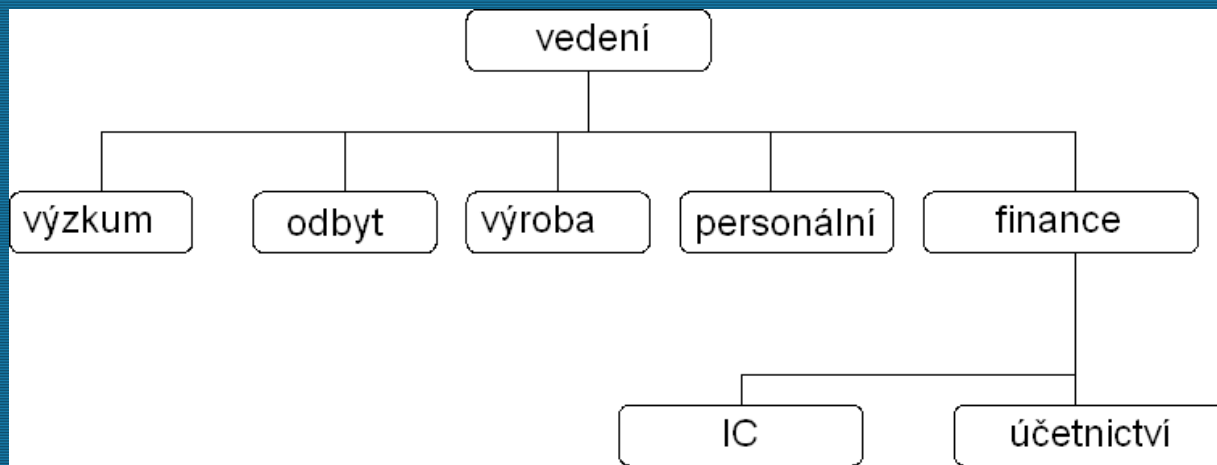 vedení
výzkum
odbyt
výroba
personální
finance
IC
účetnictví